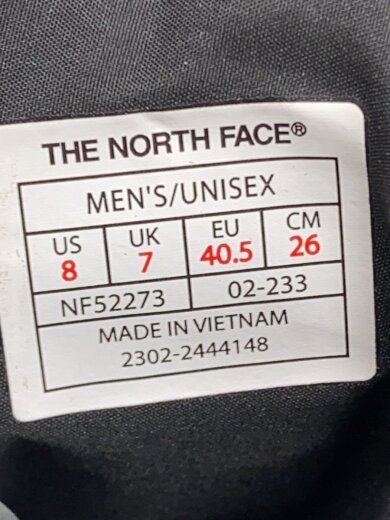 THE NORTH FACE®
MEN'S/UNISEX
US UK EU CM
8 7 40.5 26
NF52273 02-233
MADE IN VIETNAM
2302-2444148